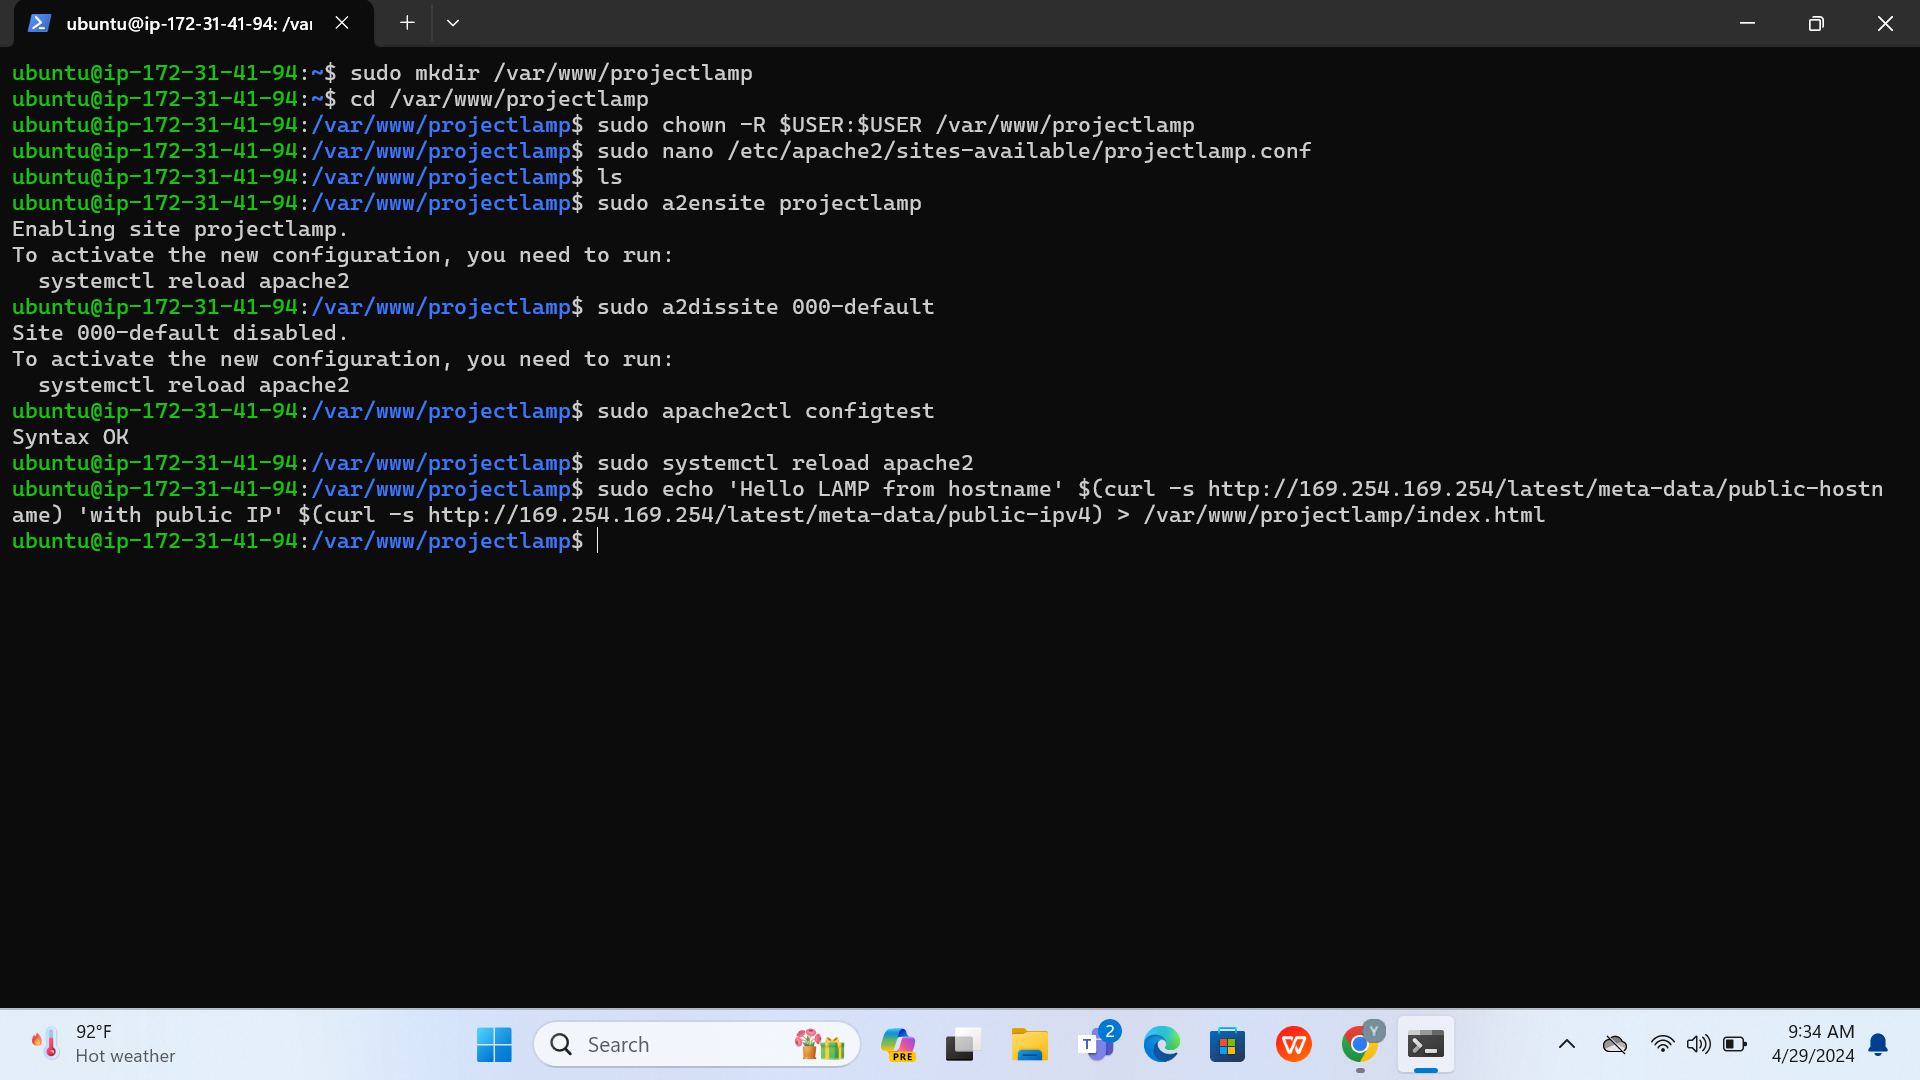 ubuntu@ip-172-31-41-94: /var
ubuntu@ip-172-31-41-94:~$ sudo mkdir /var/www/projectlamp
ubuntu@ip-172-31-41-94:~$ cd /var/www/projectlamp
ubuntu@ip-172-31-41-94:/var/www/projectlamp$ sudo chown -R $USER:$USER /var/www/projectlamp
ubuntu@ip-172-31-41-94:/var/www/projectlamp$ sudo nano /etc/apache2/sites-available/projectlamp.conf
ubuntu@ip-172-31-41-94:/var/www/projectlamp$ ls
ubuntu@ip-172-31-41-94:/var/www/projectlamp$ sudo a2ensite projectlamp
Enabling site projectlamp.
To activate the new configuration, you need to run:
  systemctl reload apache2
ubuntu@ip-172-31-41-94:/var/www/projectlamp$ sudo a2dissite 000-default
Site 000-default disabled.
To activate the new configuration, you need to run:
  systemctl reload apache2
ubuntu@ip-172-31-41-94:/var/www/projectlamp$ sudo apache2ctl configtest
Syntax OK
ubuntu@ip-172-31-41-94:/var/www/projectlamp$ sudo systemctl reload apache2
ubuntu@ip-172-31-41-94:/var/www/projectlamp$ sudo echo 'Hello LAMP from hostname' $(curl -s http://169.254.169.254/latest/meta-data/public-hostn
ame) 'with public IP' $(curl -s http://169.254.169.254/latest/meta-data/public-ipv4) > /var/www/projectlamp/index.html
ubuntu@ip-172-31-41-94:/var/www/projectlamp$
92°F
Hot weather
Search
PRE
T
2
W
Y
9:34 AM
4/29/2024